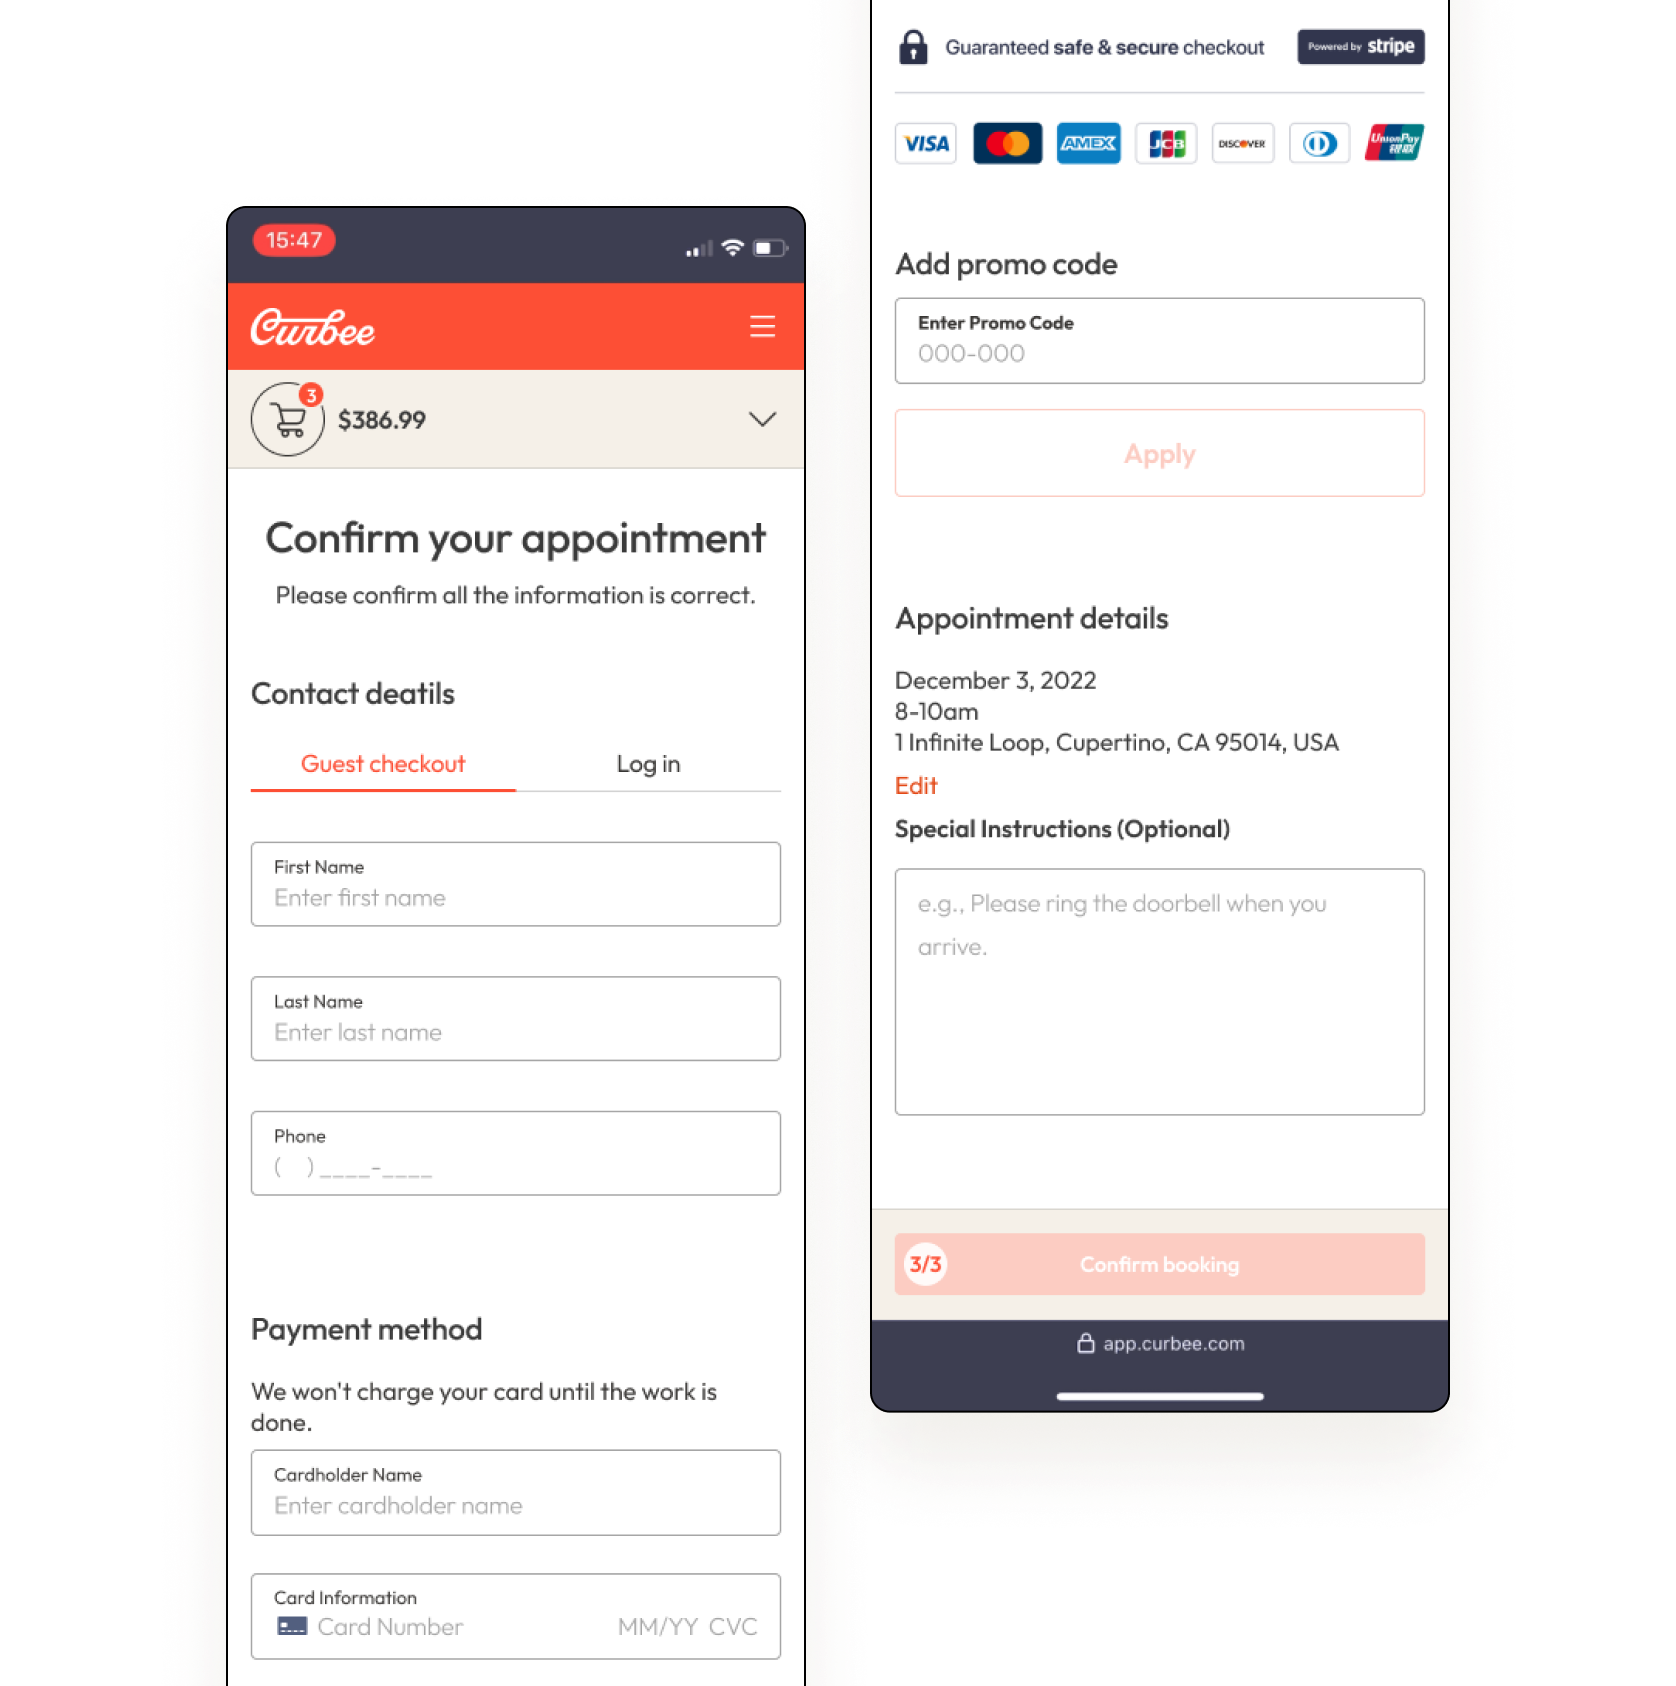 15:47
Curbee
3
$386.99
Confirm your appointment
Please confirm all the information is correct.
Contact deatils
Guest checkout
Log in
First Name
Enter first name
Last Name
Enter last name
Phone
( ) ____-____
Payment method
We won't charge your card until the work is
done.
Cardholder Name
Enter cardholder name
Card Information
Card Number MM/YY CVC
Guaranteed safe & secure checkout
Powered by stripe
VISA
AMEX
JCB
DISCOVER
UnionPay
银联
Add promo code
Enter Promo Code
000-000
Apply
Appointment details
December 3, 2022
8-10am
1 Infinite Loop, Cupertino, CA 95014, USA
Edit
Special Instructions (Optional)
e.g., Please ring the doorbell when you
arrive.
3/3
Confirm booking
app.curbee.com